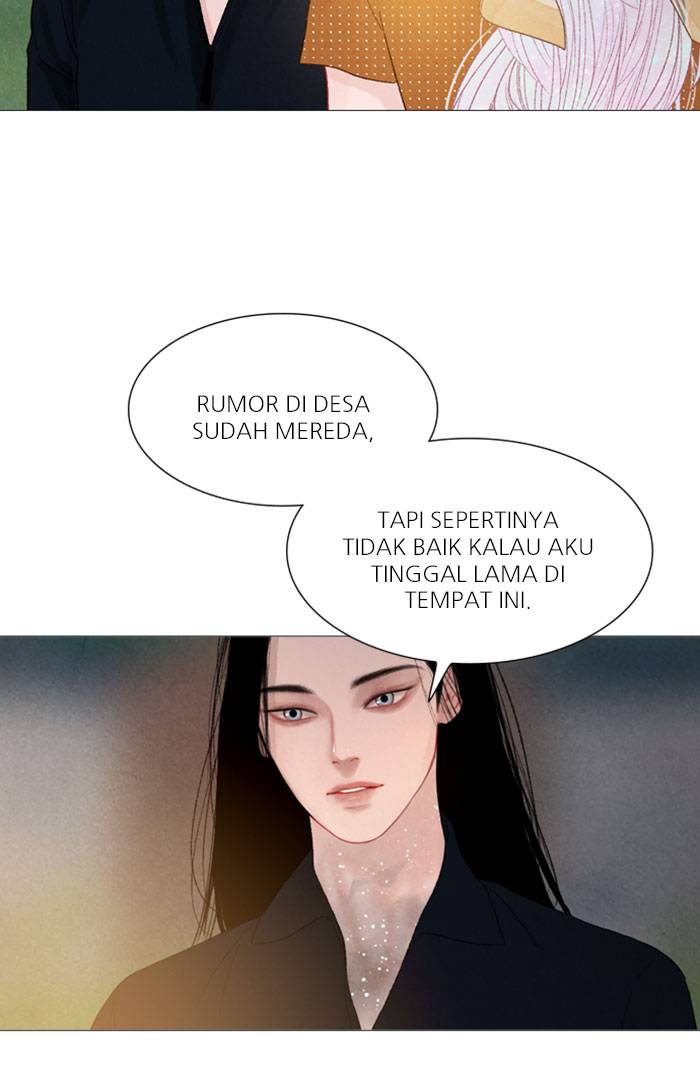 RUMOR DI DESA
SUDAH MEREDA,
TAPI SEPERTINYA
TIDAK BAIK KALAU AKU
TINGGAL LAMA DI
TEMPAT INI.